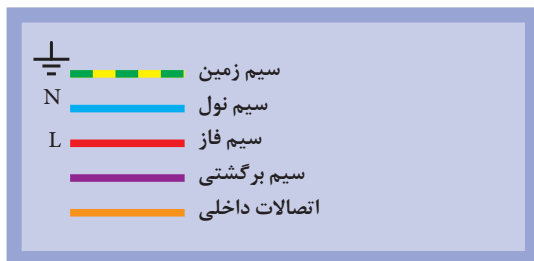 سیم زمین
N سیم نول
L سیم فاز
سیم برگشتی
اتصالات داخلی